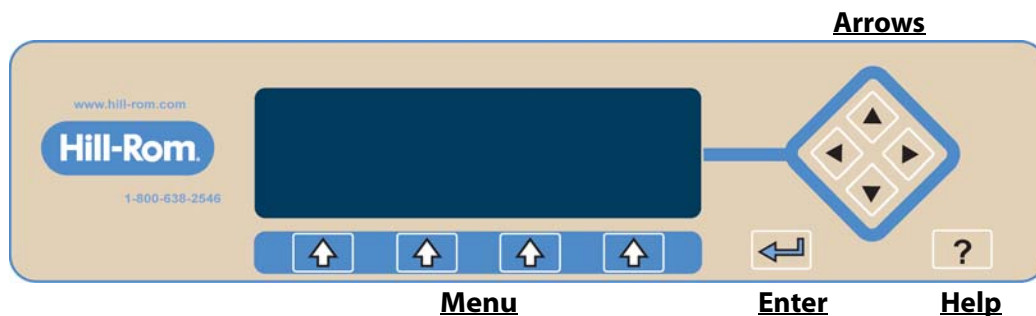 Arrows
www.hill-rom.com
Hill-Rom.
1-800-638-2546
?
Menu
Enter
Help